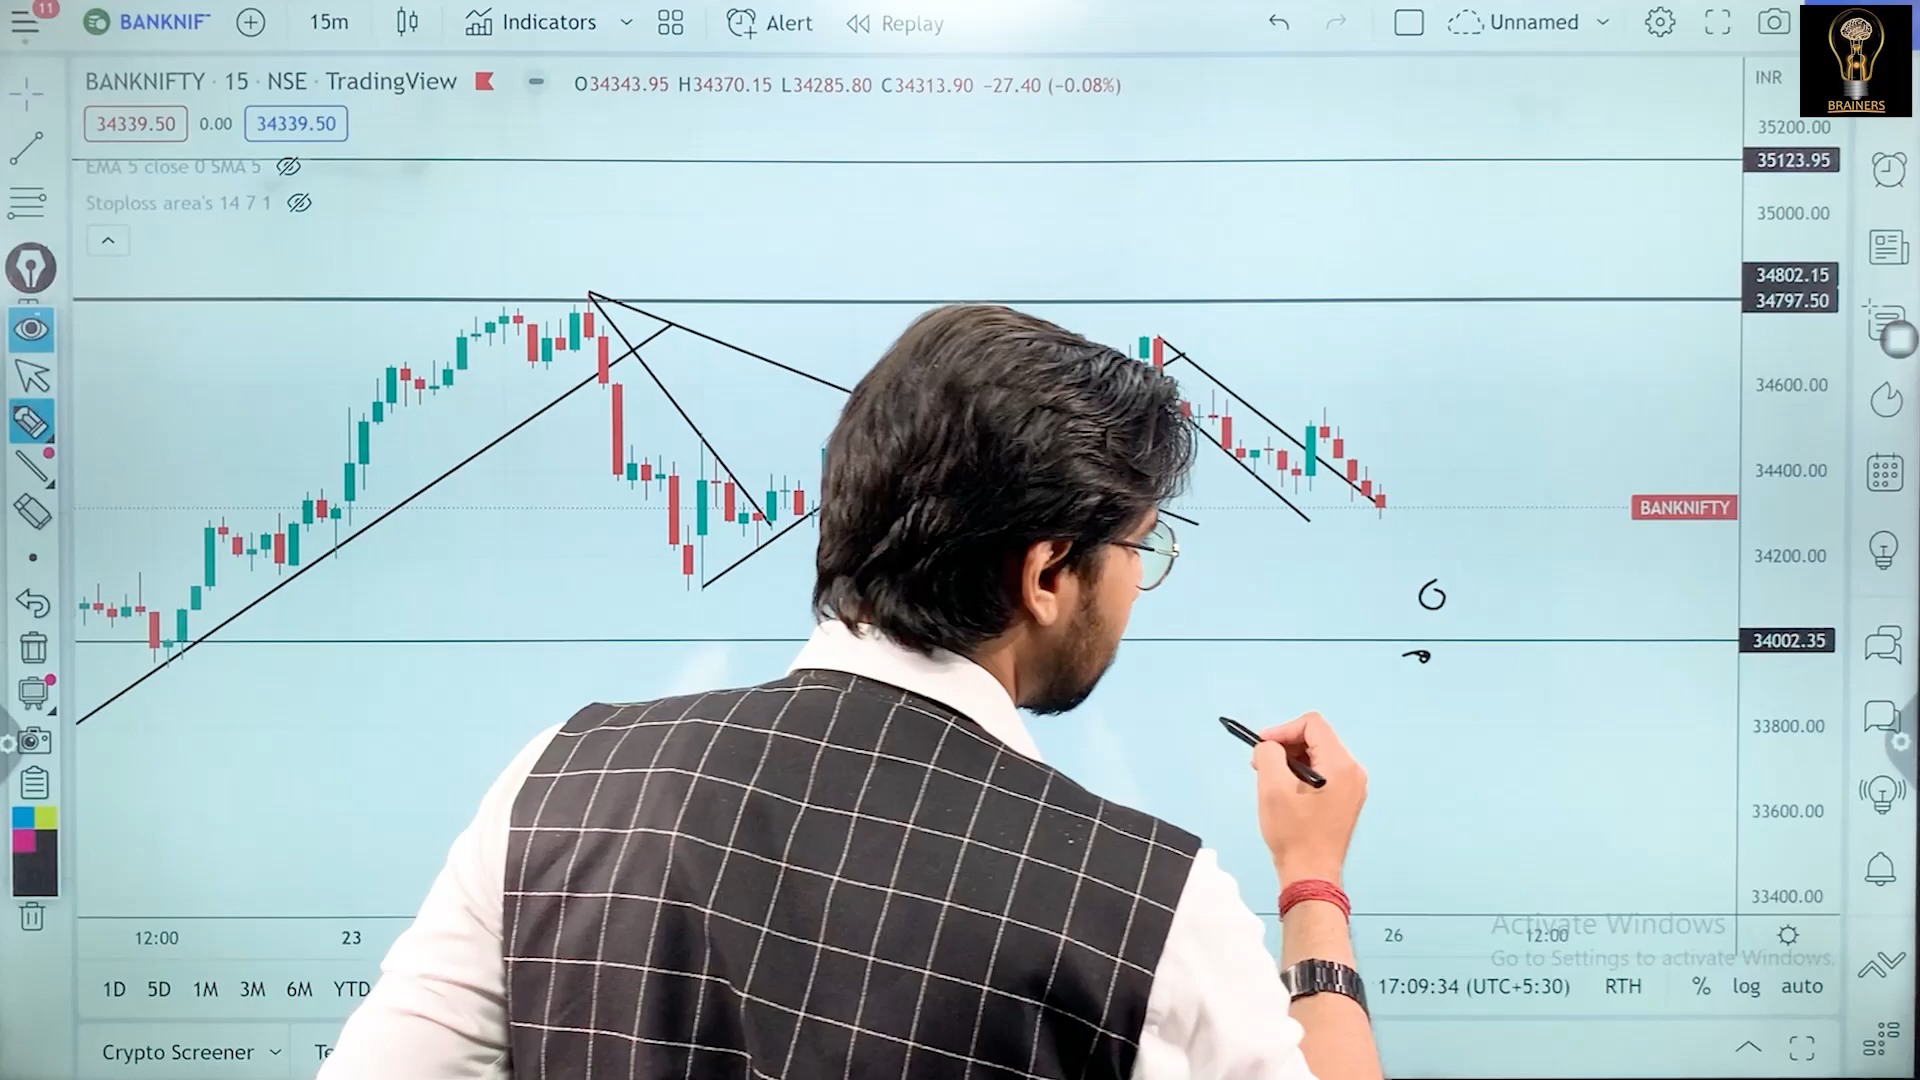 11
BANKNIF
15m
Indicators
Alert
Replay
Unnamed
BRAINERS
BANKNIFTY · 15 · NSE · TradingView
O34343.95 H34370.15 L34285.80 C34313.90 −27.40 (−0.08%)
INR
34339.50 0.00 34339.50
35200.00
EMA 5 close 0 SMA 5
35123.95
Stoploss area's 14 7 1
35000.00
34802.15
34797.50
34600.00
34400.00
BANKNIFTY
34200.00
34002.35
33800.00
33600.00
33400.00
12:00
23
26
12:00
Activate Windows
Go to Settings to activate Windows.
1D 5D 1M 3M 6M YTD
17:09:34 (UTC+5:30)
RTH
%
log
auto
Crypto Screener